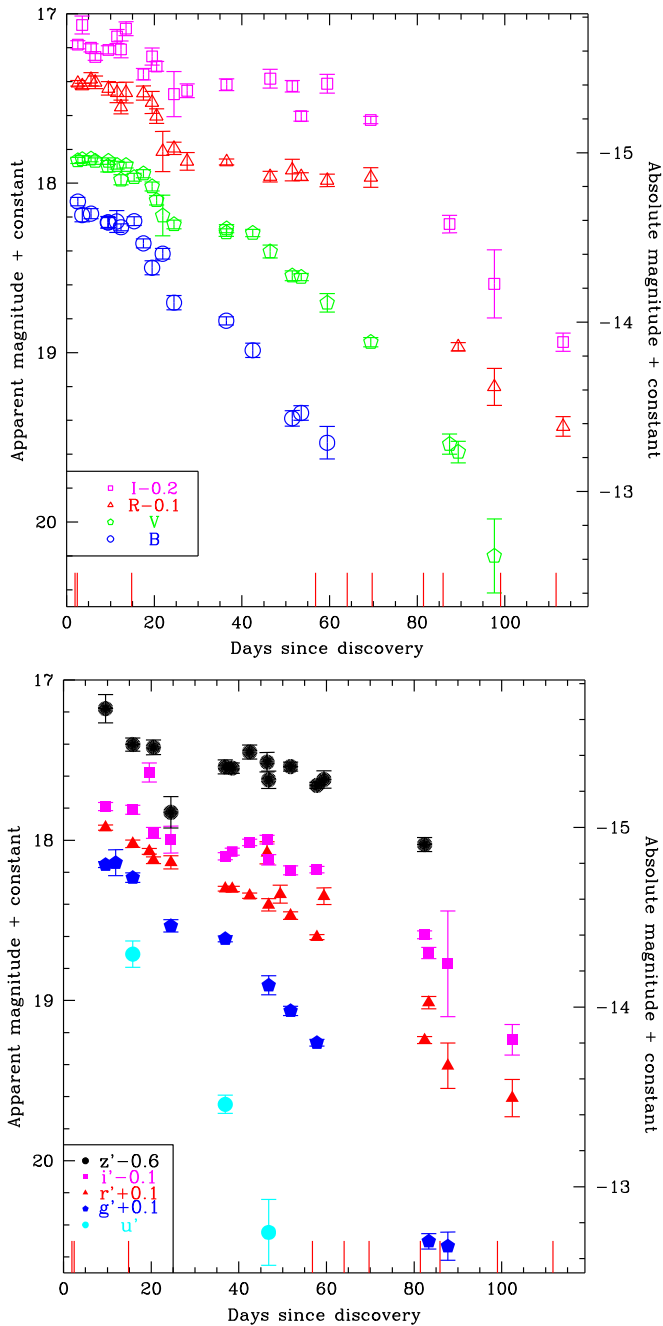 17
18
19
20
Apparent magnitude + constant
−15
−14
−13
Absolute magnitude + constant
I−0.2
R−0.1
V
B
0 20 40 60 80 100
Days since discovery
17
18
19
20
Apparent magnitude + constant
−15
−14
−13
Absolute magnitude + constant
z'−0.6
i'−0.1
r'+0.1
g'+0.1
u'
0 20 40 60 80 100
Days since discovery